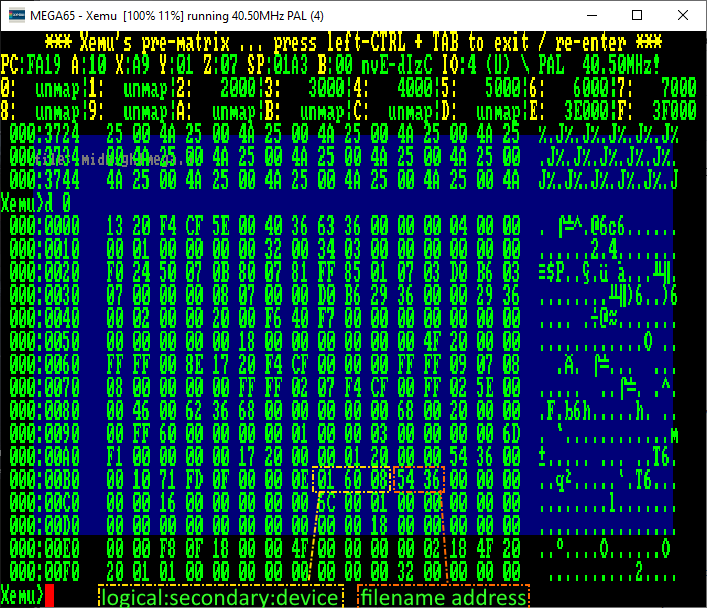 MEGA65 - Xemu [100% 11%] running 40.50MHz PAL (4)
*** Xemu's pre-matrix ... press left-CTRL + TAB to exit / re-enter ***
PC:FA19 A:10 X:A9 Y:01 Z:07 SP:01A3 B:00 nvE-dIzC IO:4 (U) \ PAL 40.50MHz!
0: unmap|1: unmap|2: 2000|3: 3000|4: 4000|5: 5000|6: 6000|7: 7000
8: unmap|9: unmap|A: unmap|B: unmap|C: unmap|D: unmap|E: 3E000|F: 3F000
000:3724 25 00 4A 25 00 4A 25 00 4A 25 00 4A 25 00 4A 25 %.J%.J%.J%.J%.J%
000:3734 00 4A 25 00 4A 25 00 4A 25 00 4A 25 00 4A 25 00 .J%.J%.J%.J%.J%.
000:3744 4A 25 00 4A 25 00 4A 25 00 4A 25 00 4A 25 00 4A J%.J%.J%.J%.J%.J
Xemu>d 0
000:0000 13 20 F4 CF 5E 00 40 36 63 36 00 00 00 04 00 00 . ⌠╧^.@6c6......
000:0010 00 01 00 00 00 00 32 00 34 03 00 00 00 00 00 00 ......2.4.......
000:0020 F0 24 50 07 0B 80 07 81 FF 85 01 07 03 D0 B6 03 ≡$P..Ç.ü à...╨╢.
000:0030 07 00 00 00 08 07 00 00 D0 B6 29 36 00 00 29 36 ........╨╢)6..)6
000:0040 00 02 00 00 20 00 F6 40 F7 00 00 00 00 00 00 00 .... .÷@≈.......
000:0050 00 00 00 00 00 18 00 00 00 00 00 00 4F 20 00 00 ............O ..
000:0060 FF FF 00 8E 17 20 F4 CF 00 00 00 FF FF 09 07 08 .Ä. ⌠╧... ...
000:0070 08 00 00 00 00 FF FF 02 07 F4 CF 00 FF 02 5E 00 ..... ..⌠╧. .^.
000:0080 00 46 00 62 36 68 00 00 00 00 00 68 00 20 00 00 .F.b6h.....h. ..
000:0090 00 FF 60 00 00 00 00 01 00 00 03 00 00 00 00 6D . `............m
000:00A0 F1 00 00 00 00 17 20 00 00 01 20 00 00 54 36 00 ±..... ... ..T6.
000:00B0 00 10 71 FD 0F 00 00 0E 01 60 08 54 36 00 00 00 ..q².....`.T6...
000:00C0 00 00 16 00 00 00 00 00 6C 00 01 00 00 00 00 00 ........l.......
000:00D0 00 00 00 00 00 00 00 00 00 00 18 00 00 00 00 00 ................
000:00E0 00 F8 0F 18 00 00 4F 00 00 00 00 00 02 18 4F 20 ..°....O......O
000:00F0 20 01 01 00 00 00 00 00 00 00 00 32 00 00 00 00 ..........2....
Xemu>
logical:secondary:device filename address